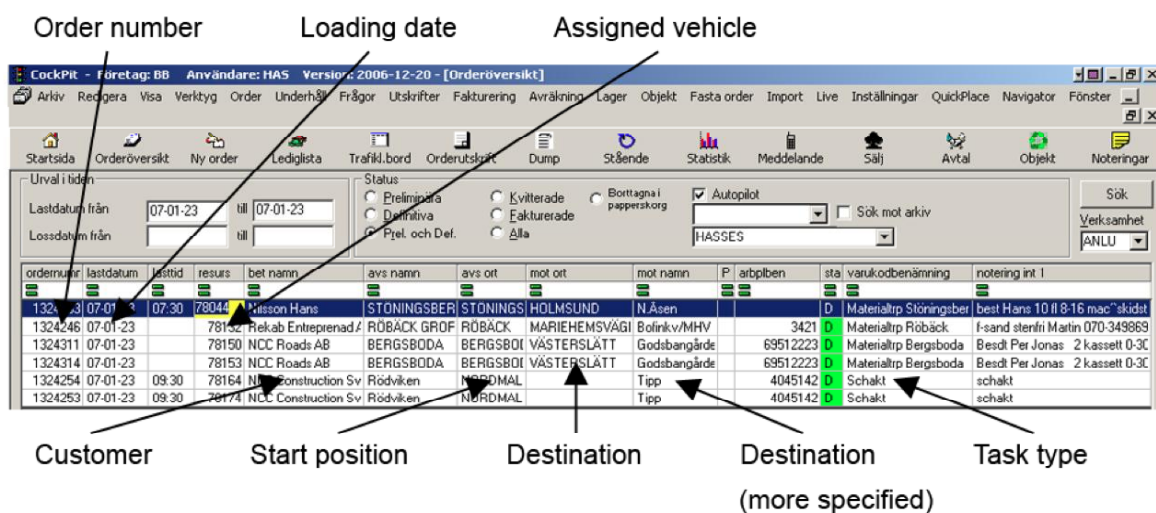 Order number Loading date Assigned vehicle
CockPit - Företag: BB Användare: HAS Version: 2006-12-20 - [Orderöversikt]
Arkiv Redigera Visa Verktyg Order Underhåll Frågor Utskrifter Fakturering Avräkning Lager Objekt Fasta order Import Live Inställningar QuickPlace Navigator Fönster
Startsida Orderöversikt Ny order Lediglista Trafikl.bord Orderutskrift Dump Stående Statistik Meddelande Sälj Avtal Objekt Noteringar
Urval i tiden Status
Preliminära Kvitterade Borttagna i papperskorg Autopilot Sök
Lastdatum från 07-01-23 till 07-01-23 Definitiva Fakturerade Sök mot arkiv Verksamhet
Lossdatum från till Prel. och Def. Alla HASSES ANLU
ordernumr lastdatum lasttid resurs bet namn avs namn avs ort mot ort mot namn P arbplben sta varukodbenämning notering int 1
07:30 78044 Nilsson Hans STÖNINGSBER STÖNINGS HOLMSUND N.Åsen D Materialtrp Stöningsber best Hans 10 fl 8-16 mac"skidst
1324246 07-01-23 78132 Rekab Entreprenad A RÖBÄCK GROF RÖBÄCK MARIEHEMSVÄGI Bofinkv/MHV 3421 D Materialtrp Röbäck f-sand stenfri Martin 070-349869
1324311 07-01-23 78150 NCC Roads AB BERGSBODA BERGSBOI VÄSTERSLÄTT Godsbangårde 69512223 D Materialtrp Bergsboda Besdt Per Jonas 2 kassett 0-30
1324314 07-01-23 78153 NCC Roads AB BERGSBODA BERGSBOI VÄSTERSLÄTT Godsbangårde 69512223 D Materialtrp Bergsboda Besdt Per Jonas 2 kassett 0-30
1324254 07-01-23 09:30 78164 NCC Construction Sv Rödviken NORDMAL Tipp 4045142 D Schakt schakt
1324253 07-01-23 09:30 78174 NCC Construction Sv Rödviken NORDMAL Tipp 4045142 D Schakt schakt
Customer Start position Destination Destination Task type
(more specified)